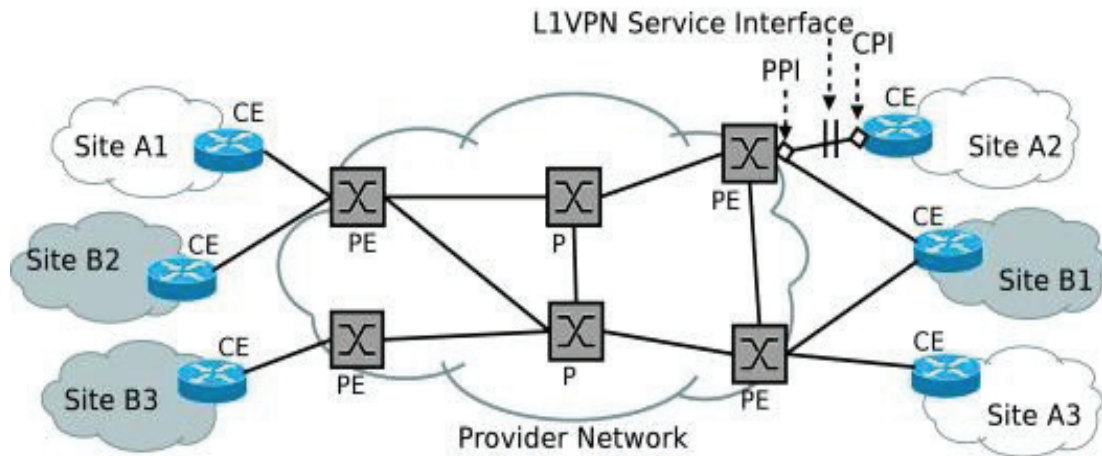 L1VPN Service Interface
CPI
PPI
CE
CE
Site A1
Site A2
PE
PE
P
CE
CE
Site B2
Site B1
CE
CE
PE
P
PE
Site B3
Site A3
Provider Network